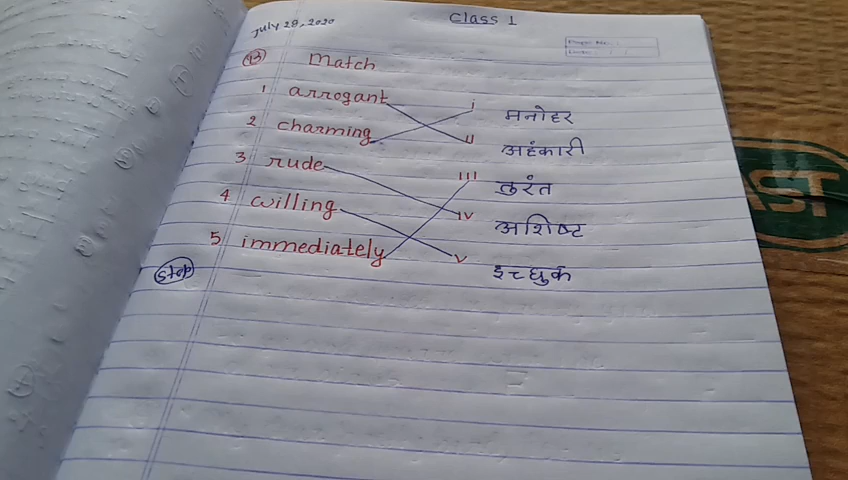 July 28, 2020
Class 1
Match
1 arrogant i मनोहर
2 charming II अहंकारी
3 rude III तुरंत
4 willing IV अशिष्ट
5 immediately V इच्छुक
Stop
AST